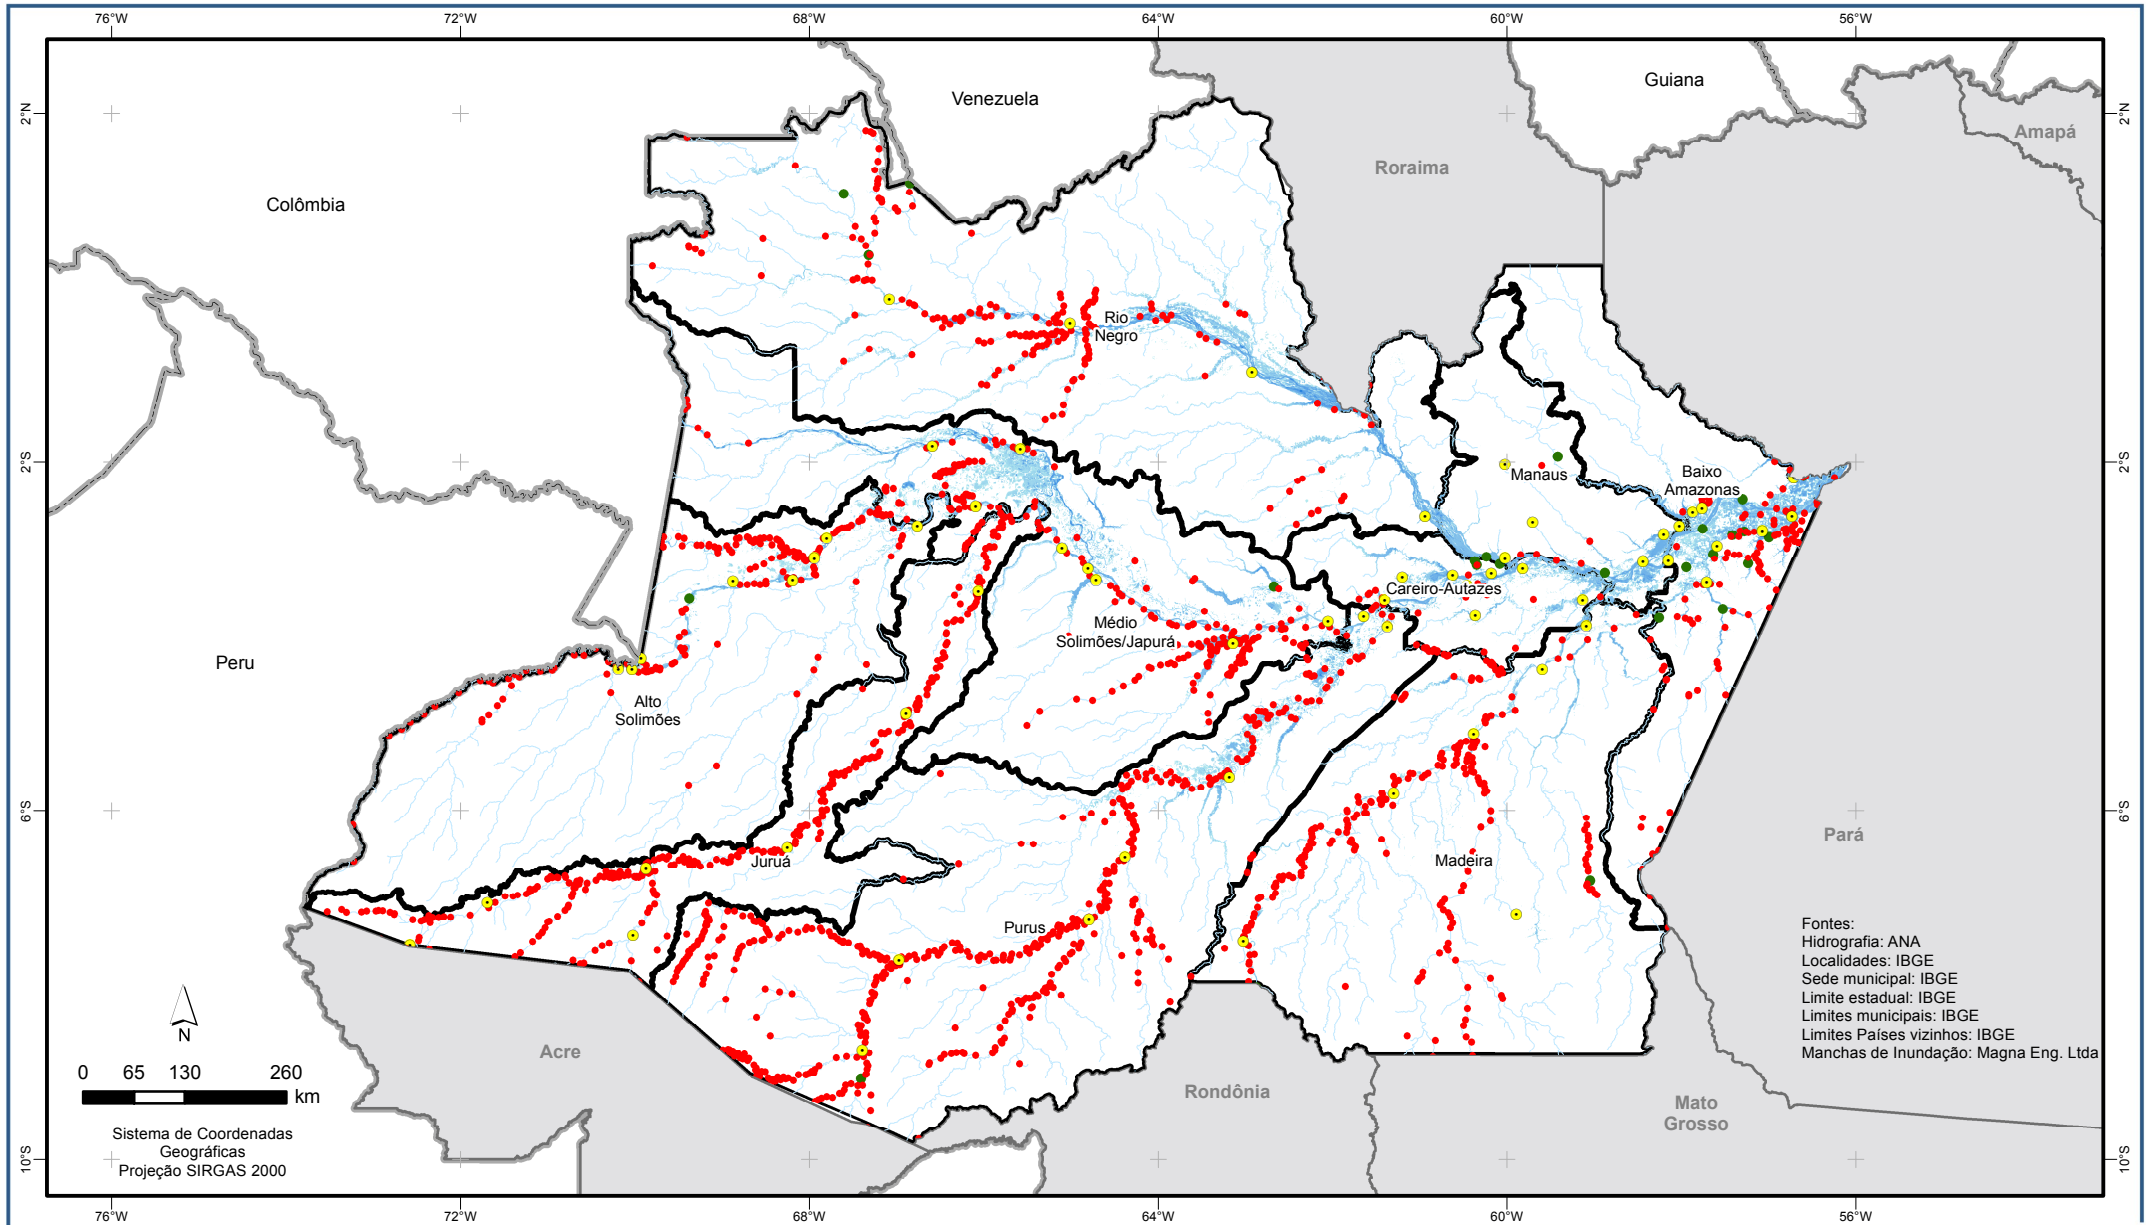 76°W
72°W
68°W
64°W
60°W
56°W
2°N
2°N
Venezuela
Guiana
Amapá
Roraima
Colômbia
Rio
Negro
2°S
2°S
Manaus
Baixo
Amazonas
Careiro-Autazes
Médio
Solimões/Japurá
Peru
Alto
Solimões
6°S
6°S
Pará
Juruá
Madeira
Purus
Fontes:
Hidrografia: ANA
Localidades: IBGE
Sede municipal: IBGE
Limite estadual: IBGE
Limites municipais: IBGE
Limites Países vizinhos: IBGE
Manchas de Inundação: Magna Eng. Ltda
N
Acre
0 65 130 260
km
Rondônia
Mato
Grosso
Sistema de Coordenadas
Geográficas
Projeção SIRGAS 2000
10°S
10°S
76°W
72°W
68°W
64°W
60°W
56°W